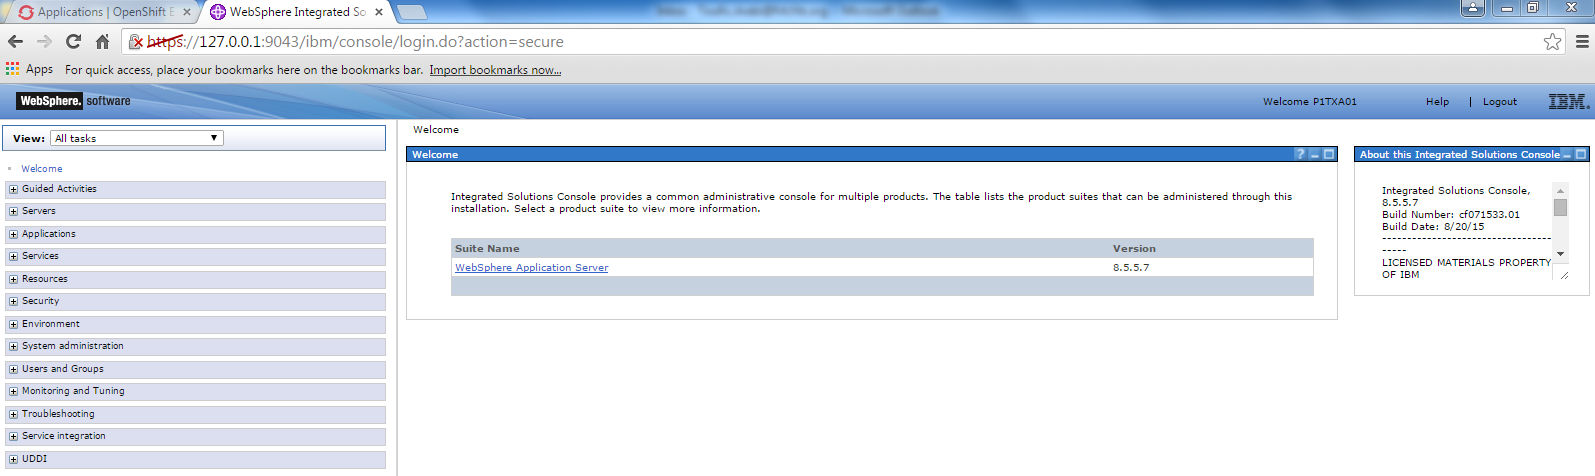 Applications | OpenShift E
WebSphere Integrated So
https://127.0.0.1:9043/ibm/console/login.do?action=secure
Apps For quick access, place your bookmarks here on the bookmarks bar. Import bookmarks now...
WebSphere. software
Welcome P1TXA01
Help | Logout
IBM.
View: All tasks
Welcome
Guided Activities
Servers
Applications
Services
Resources
Security
Environment
System administration
Users and Groups
Monitoring and Tuning
Troubleshooting
Service integration
UDDI
Welcome
Welcome
Integrated Solutions Console provides a common administrative console for multiple products. The table lists the product suites that can be administered through this
installation. Select a product suite to view more information.
Suite Name Version
WebSphere Application Server 8.5.5.7
About this Integrated Solutions Console
Integrated Solutions Console,
8.5.5.7
Build Number: cf071533.01
Build Date: 8/20/15
----------------------------------
-----
LICENSED MATERIALS PROPERTY
OF IBM